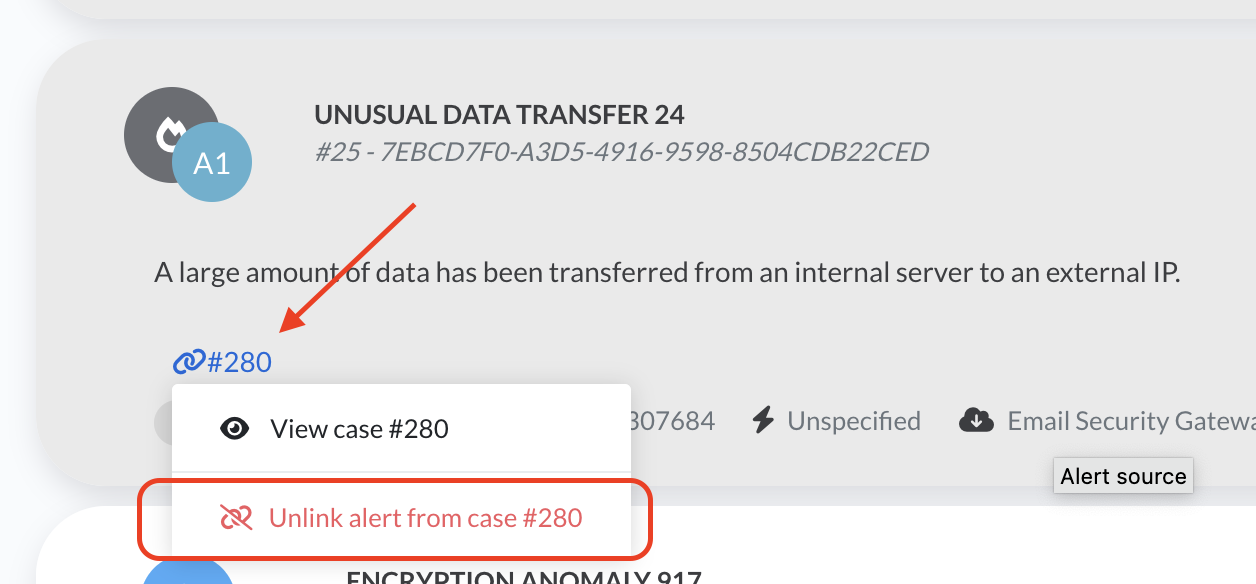 UNUSUAL DATA TRANSFER 24
A1
#25 - 7EBCD7F0-A3D5-4916-9598-8504CDB22CED
A large amount of data has been transferred from an internal server to an external IP.
#280
View case #280
307684 Unspecified Email Security Gatewa
Alert source
Unlink alert from case #280
ENCRYPTION ANOMALY 917